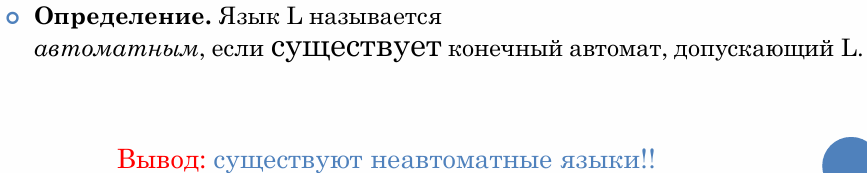 Определение. Язык L называется
автоматным, если существует конечный автомат, допускающий L.
Вывод: существуют неавтоматные языки!!